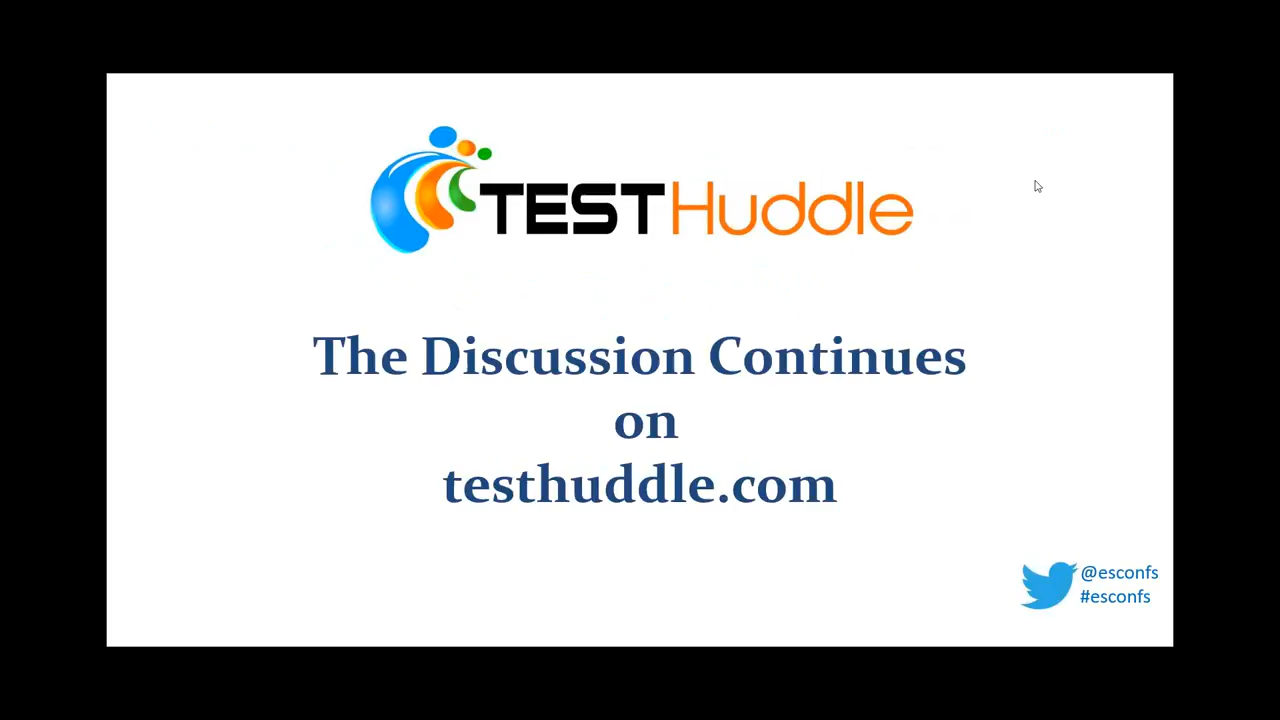 TESTHuddle
The Discussion Continues
on
testhuddle.com
@esconfs
#esconfs